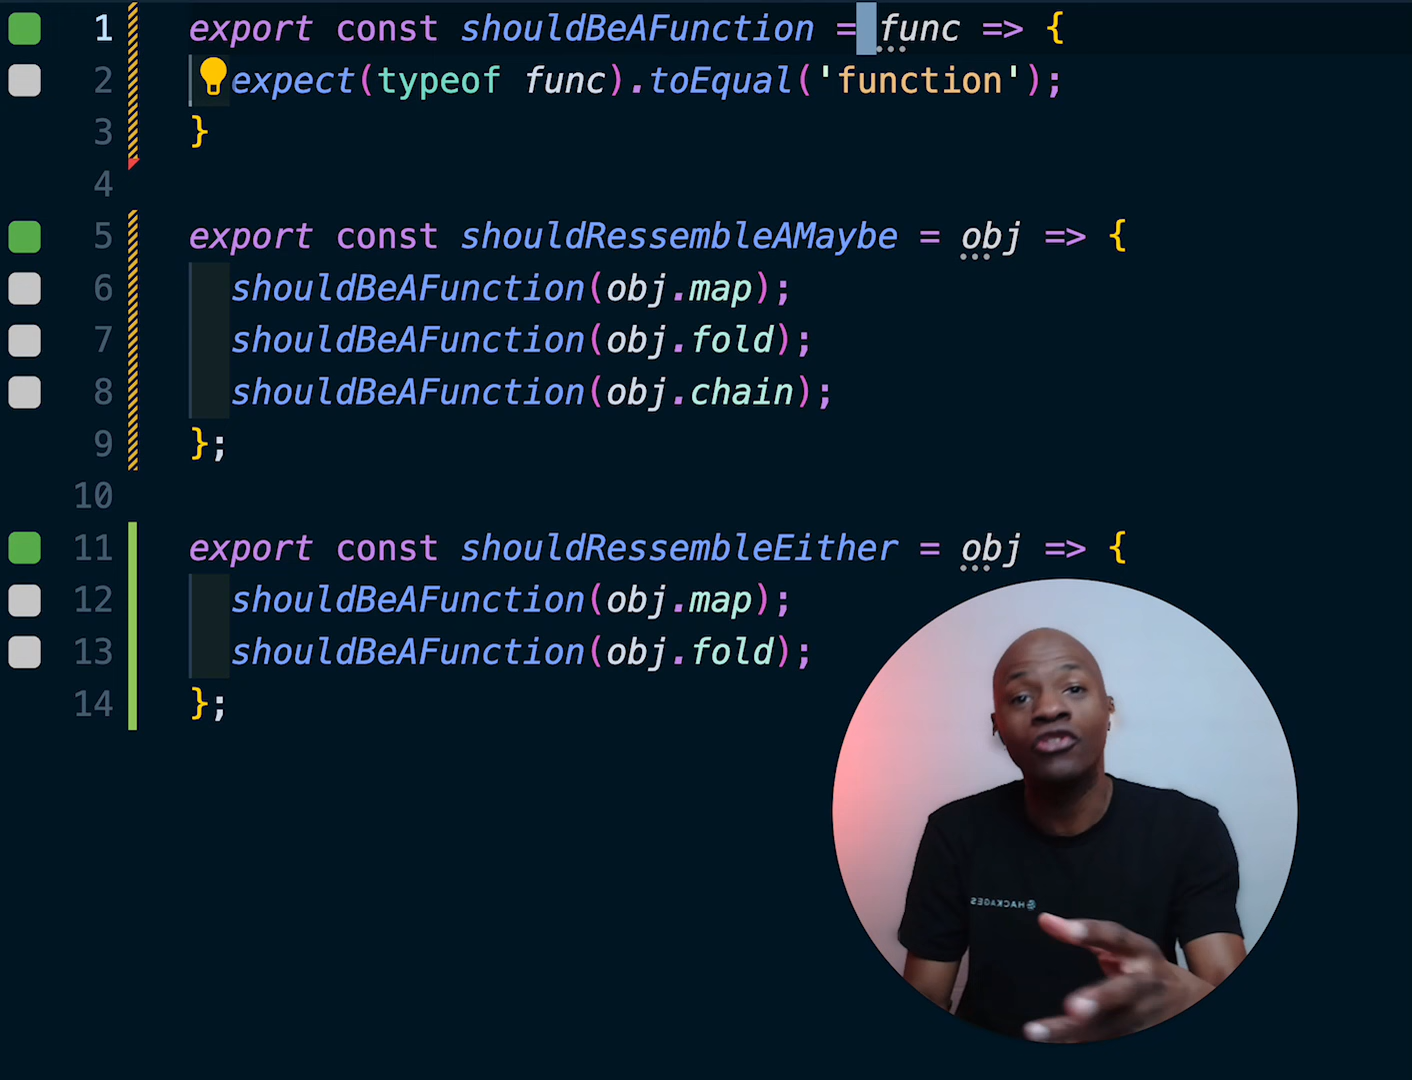 1 export const shouldBeAFunction = func => {
2 expect(typeof func).toEqual('function');
3 }
4
5 export const shouldRessembleAMaybe = obj => {
6 shouldBeAFunction(obj.map);
7 shouldBeAFunction(obj.fold);
8 shouldBeAFunction(obj.chain);
9 };
10
11 export const shouldRessembleEither = obj => {
12 shouldBeAFunction(obj.map);
13 shouldBeAFunction(obj.fold);
14 };
HACKAGES